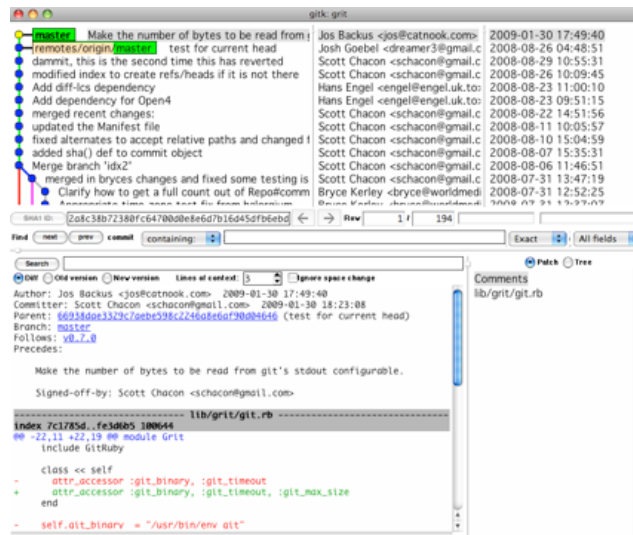 gitk: grit
master Make the number of bytes to be read from g Jos Backus <jos@catnook.com> 2009-01-30 17:49:40
remotes/origin/master test for current head Josh Goebel <dreamer3@gmail.c 2008-08-26 04:48:51
dammit, this is the second time this has reverted Scott Chacon <schacon@gmail.c 2008-08-29 10:55:31
modified index to create refs/heads if it is not there Scott Chacon <schacon@gmail.c 2008-08-26 10:09:45
Add diff-lcs dependency Hans Engel <engel@engel.uk.to> 2008-08-23 11:00:10
Add dependency for Open4 Hans Engel <engel@engel.uk.to> 2008-08-23 09:51:15
merged recent changes: Scott Chacon <schacon@gmail.c 2008-08-22 14:51:56
updated the Manifest file Scott Chacon <schacon@gmail.c 2008-08-11 10:05:57
fixed alternates to accept relative paths and changed f Scott Chacon <schacon@gmail.c 2008-08-10 15:04:59
added sha() def to commit object Scott Chacon <schacon@gmail.c 2008-08-07 15:35:31
Merge branch 'idx2' Scott Chacon <schacon@gmail.c 2008-08-06 11:46:51
merged in bryces changes and fixed some testing is Scott Chacon <schacon@gmail.c 2008-07-31 13:47:19
Clarify how to get a full count out of Repo#comm Bryce Kerley <bryce@worldmedi 2008-07-31 12:52:25
Appropriate time-zone test fix from halorgium Bryce Kerley <bryce@worldmedi 2008-07-31 12:37:07
SHA1 ID: ← → Row 1 / 194
Find next prev commit containing: Exact All fields
Search Patch Tree
Diff Old version New version Lines of context: 3 Ignore space change Comments
lib/grit/git.rb
Author: Jos Backus <jos@catnook.com> 2009-01-30 17:49:40
Committer: Scott Chacon <schacon@gmail.com> 2009-01-30 18:23:08
Parent: 66938dae3329c7aebe598c2246a8e6af90d04646 (test for current head)
Branch: master
Follows: v0.7.0
Precedes:
Make the number of bytes to be read from git's stdout configurable.
Signed-off-by: Scott Chacon <schacon@gmail.com>
lib/grit/git.rb
index 7c1785d..fe3d6b5 100644
@@ -22,11 +22,19 @@ module Grit
include GitRuby
class << self
- attr_accessor :git_binary, :git_timeout
+ attr_accessor :git_binary, :git_timeout, :git_max_size
end
- self.git_binary = "/usr/bin/env git"